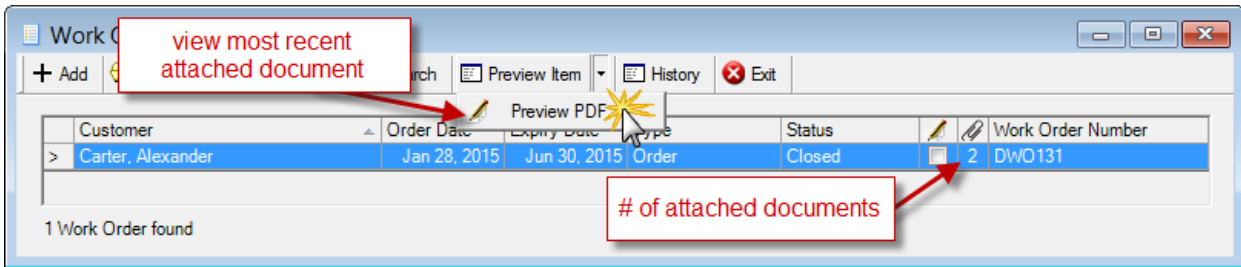 Work O
view most recent
attached document
Add
rch Preview Item History Exit
Preview PDF
Customer Order Date Expiry Date Type Status Work Order Number
> Carter, Alexander Jan 28, 2015 Jun 30, 2015 Order Closed 2 DWO131
# of attached documents
1 Work Order found